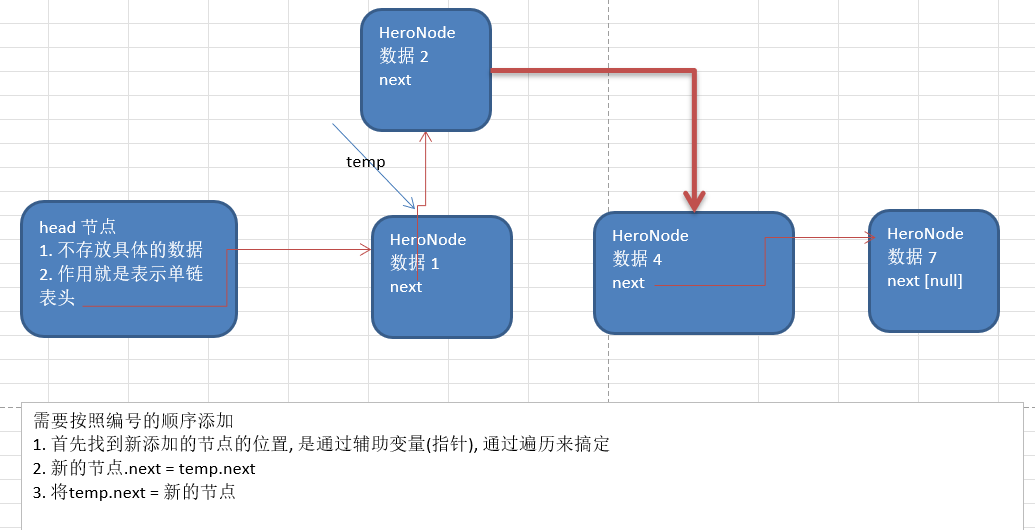 HeroNode
数据 2
next
temp
head 节点
1. 不存放具体的数据
2. 作用就是表示单链
表头
HeroNode
数据 1
next
HeroNode
数据 4
next
HeroNode
数据 7
next [null]
需要按照编号的顺序添加
1. 首先找到新添加的节点的位置, 是通过辅助变量(指针), 通过遍历来搞定
2. 新的节点.next = temp.next
3. 将temp.next = 新的节点